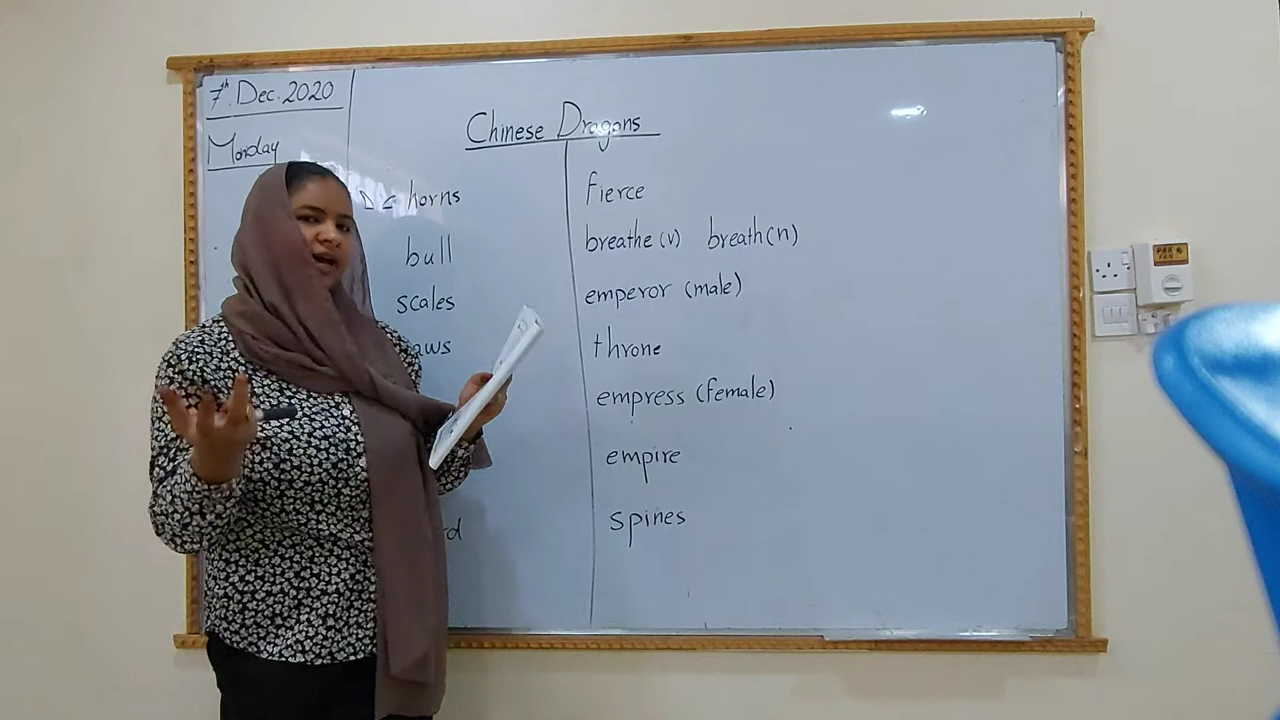 7th. Dec. 2020
Monday
Chinese Dragons
horns
bull
scales
fierce
breathe (v) breath (n)
emperor (male)
throne
empress (female)
empire
spines